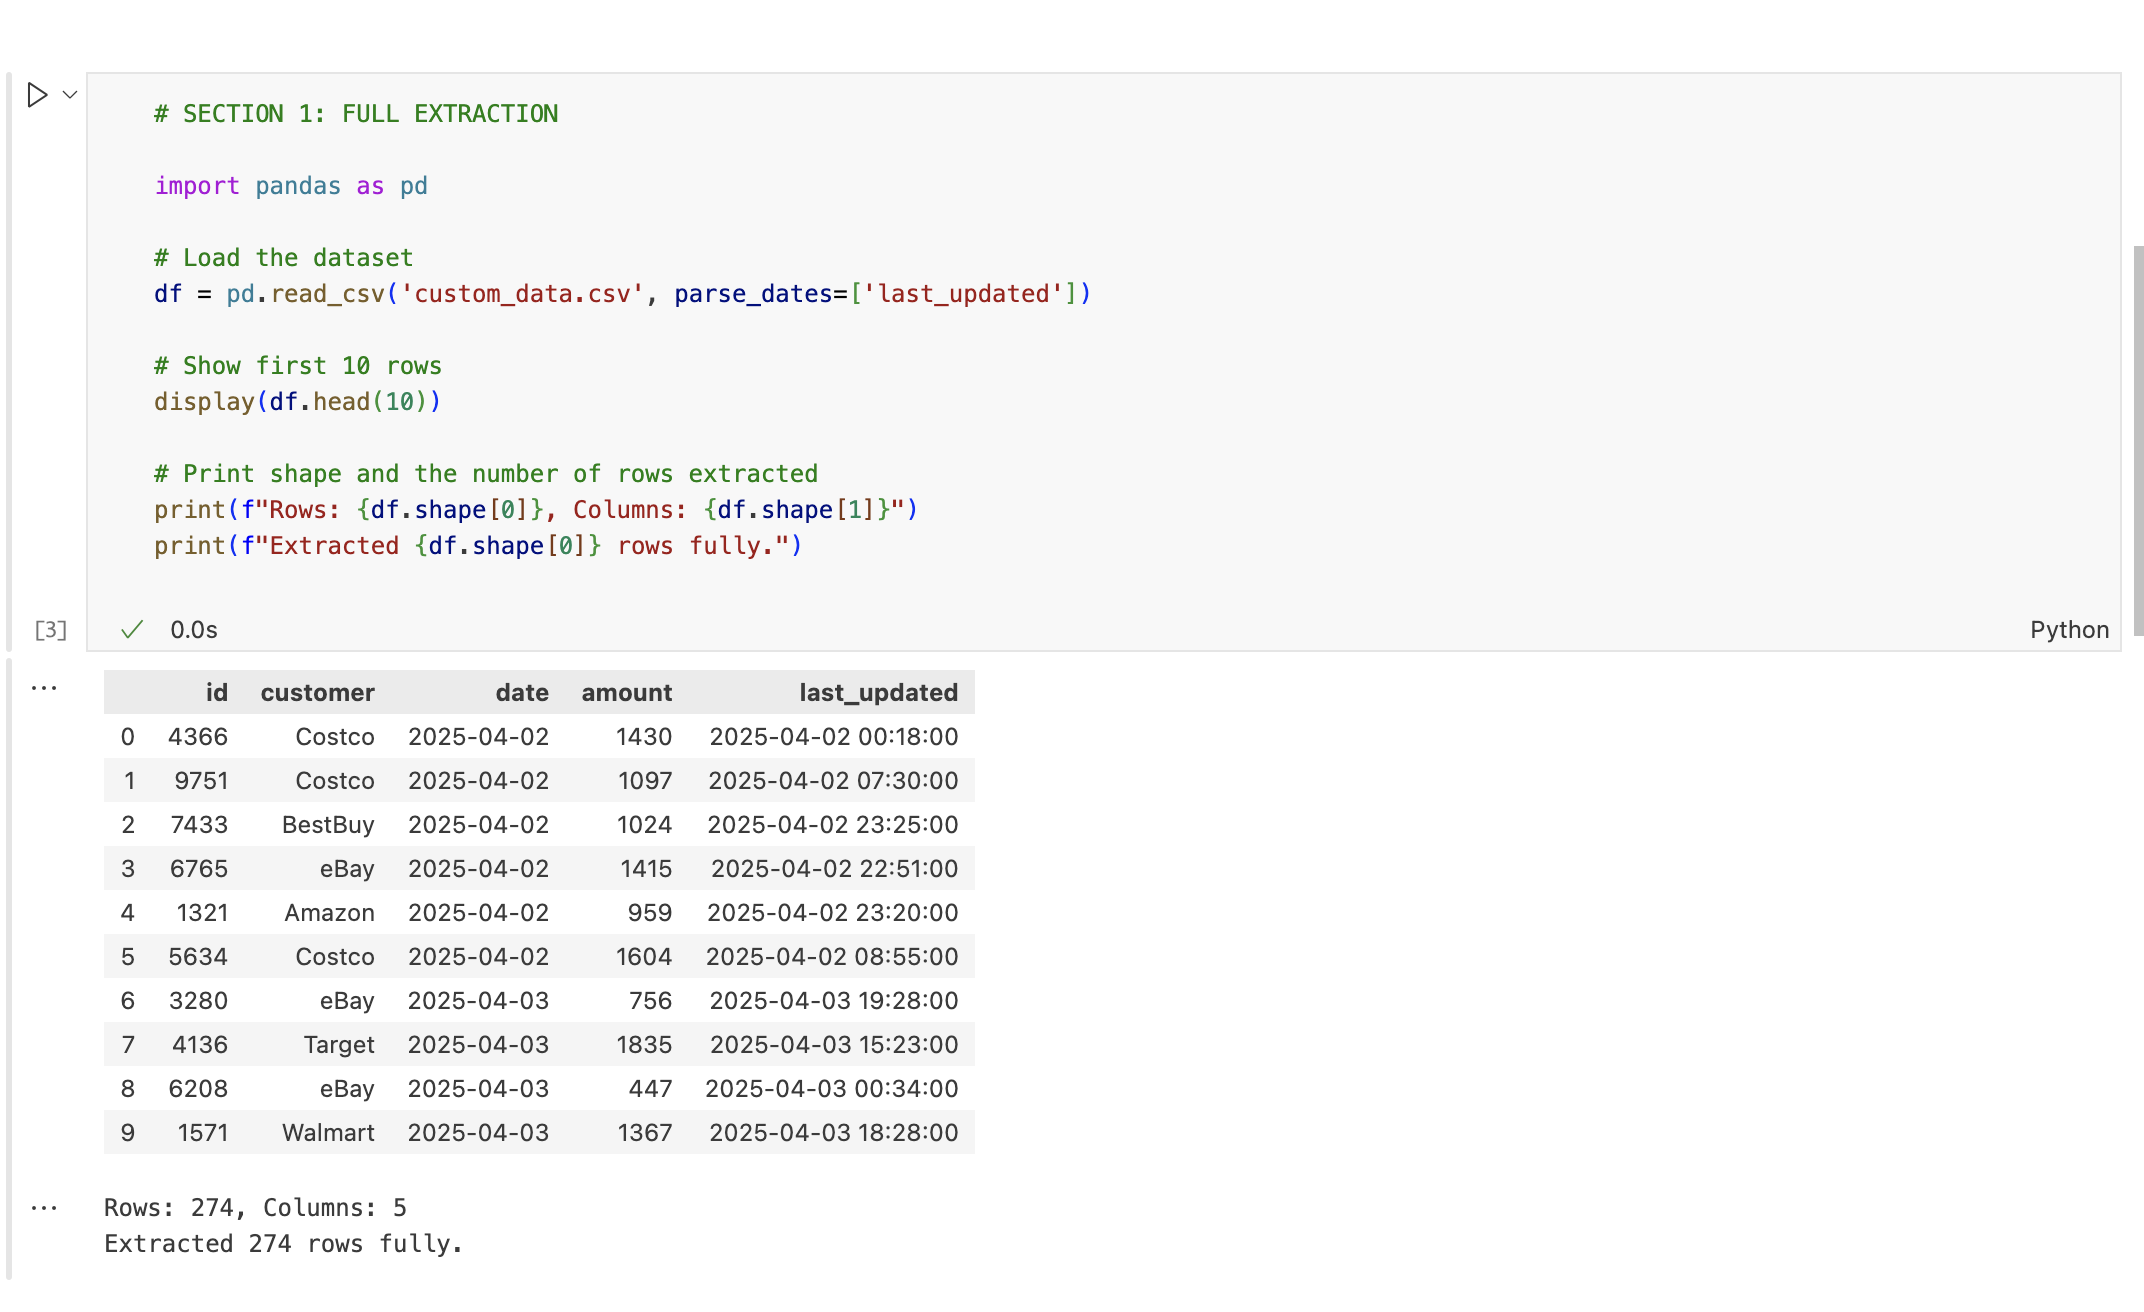 # SECTION 1: FULL EXTRACTION
import pandas as pd
# Load the dataset
df = pd.read_csv('custom_data.csv', parse_dates=['last_updated'])
# Show first 10 rows
display(df.head(10))
# Print shape and the number of rows extracted
print(f"Rows: {df.shape[0]}, Columns: {df.shape[1]}")
print(f"Extracted {df.shape[0]} rows fully.")
[3] 0.0s Python
id customer date amount last_updated
0 4366 Costco 2025-04-02 1430 2025-04-02 00:18:00
1 9751 Costco 2025-04-02 1097 2025-04-02 07:30:00
2 7433 BestBuy 2025-04-02 1024 2025-04-02 23:25:00
3 6765 eBay 2025-04-02 1415 2025-04-02 22:51:00
4 1321 Amazon 2025-04-02 959 2025-04-02 23:20:00
5 5634 Costco 2025-04-02 1604 2025-04-02 08:55:00
6 3280 eBay 2025-04-03 756 2025-04-03 19:28:00
7 4136 Target 2025-04-03 1835 2025-04-03 15:23:00
8 6208 eBay 2025-04-03 447 2025-04-03 00:34:00
9 1571 Walmart 2025-04-03 1367 2025-04-03 18:28:00
Rows: 274, Columns: 5
Extracted 274 rows fully.